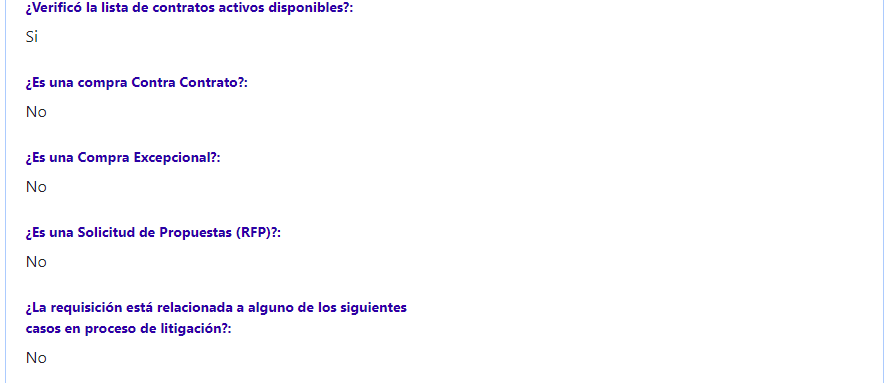 ¿Verificó la lista de contratos activos disponibles?:
Si
¿Es una compra Contra Contrato?:
No
¿Es una Compra Excepcional?:
No
¿Es una Solicitud de Propuestas (RFP)?:
No
¿La requisición está relacionada a alguno de los siguientes
casos en proceso de litigación?:
No